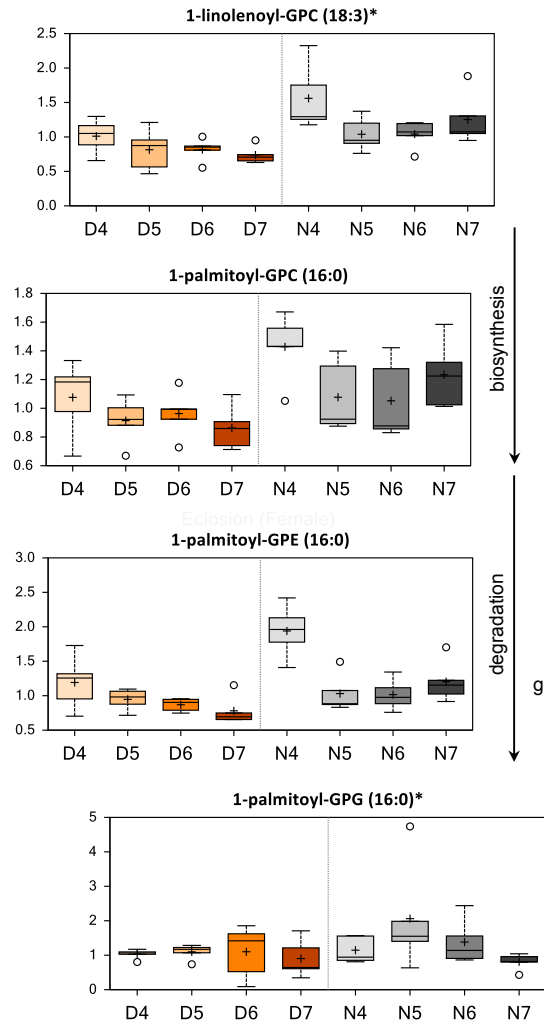 1-linolenoyl-GPC (18:3)*
2.5
2.0
1.5
1.0
0.5
0.0
D4 D5 D6 D7 N4 N5 N6 N7
1-palmitoyl-GPC (16:0)
1.8
1.6
1.4
1.2
1.0
0.8
0.6
D4 D5 D6 D7 N4 N5 N6 N7
biosynthesis
Eclosion (Female)
1-palmitoyl-GPE (16:0)
3.0
2.5
2.0
1.5
1.0
0.5
D4 D5 D6 D7 N4 N5 N6 N7
degradation
g
1-palmitoyl-GPG (16:0)*
5
4
3
2
1
0
D4 D5 D6 D7 N4 N5 N6 N7